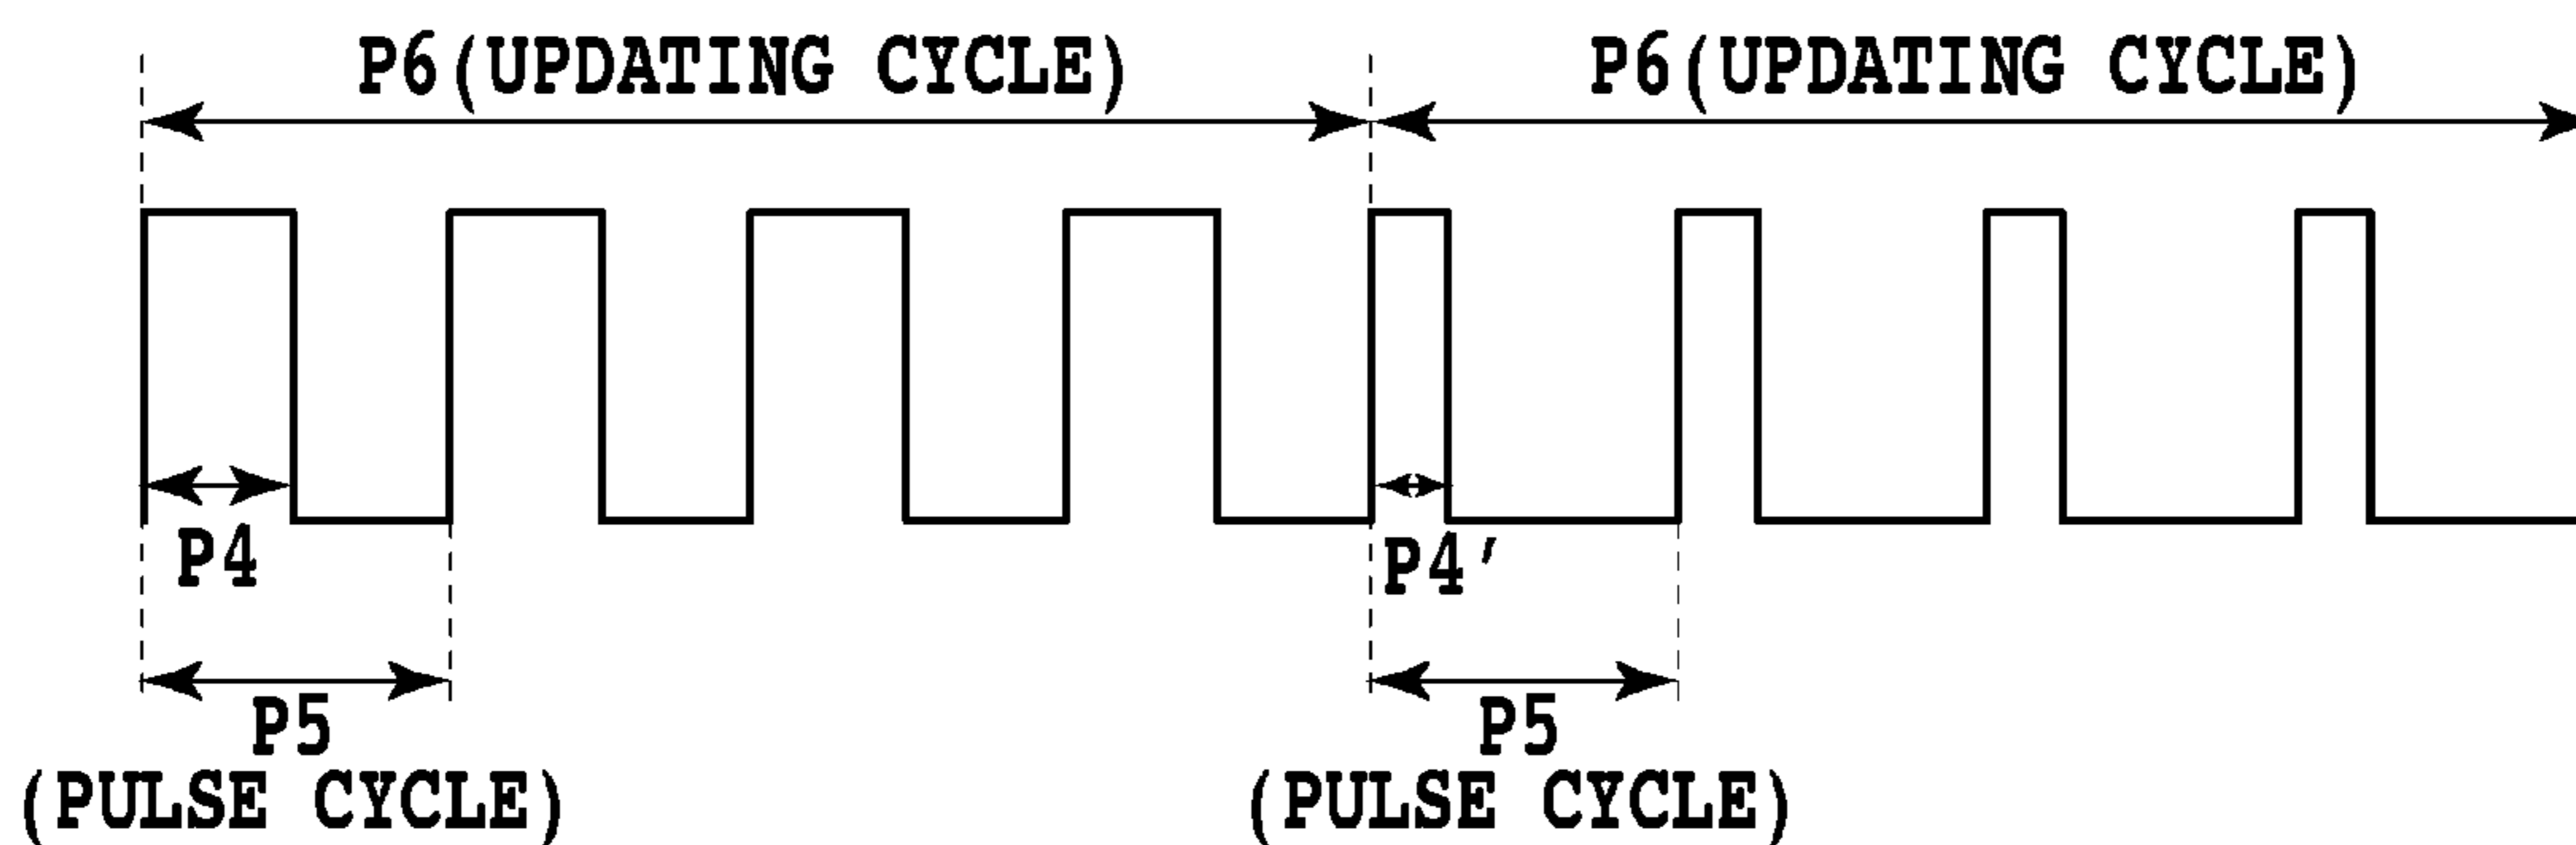 P6(UPDATING CYCLE)
P6(UPDATING CYCLE)
P4
P4'
P5
(PULSE CYCLE)
P5
(PULSE CYCLE)